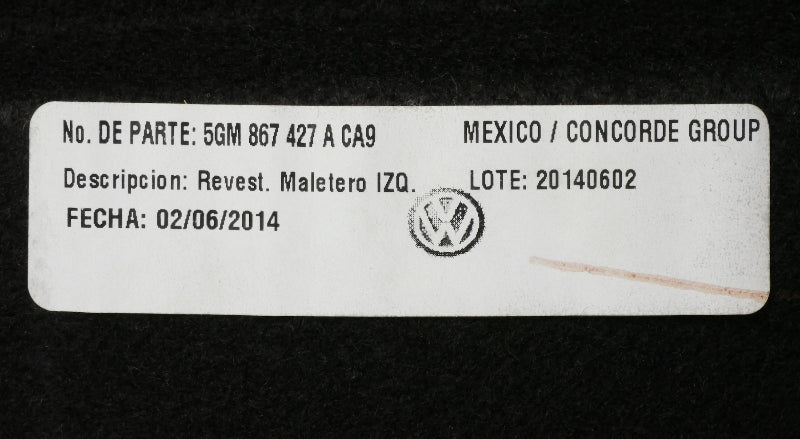 No. DE PARTE: 5GM 867 427 A CA9 MEXICO / CONCORDE GROUP
Descripcion: Revest. Maletero IZQ. LOTE: 20140602
FECHA: 02/06/2014
VW